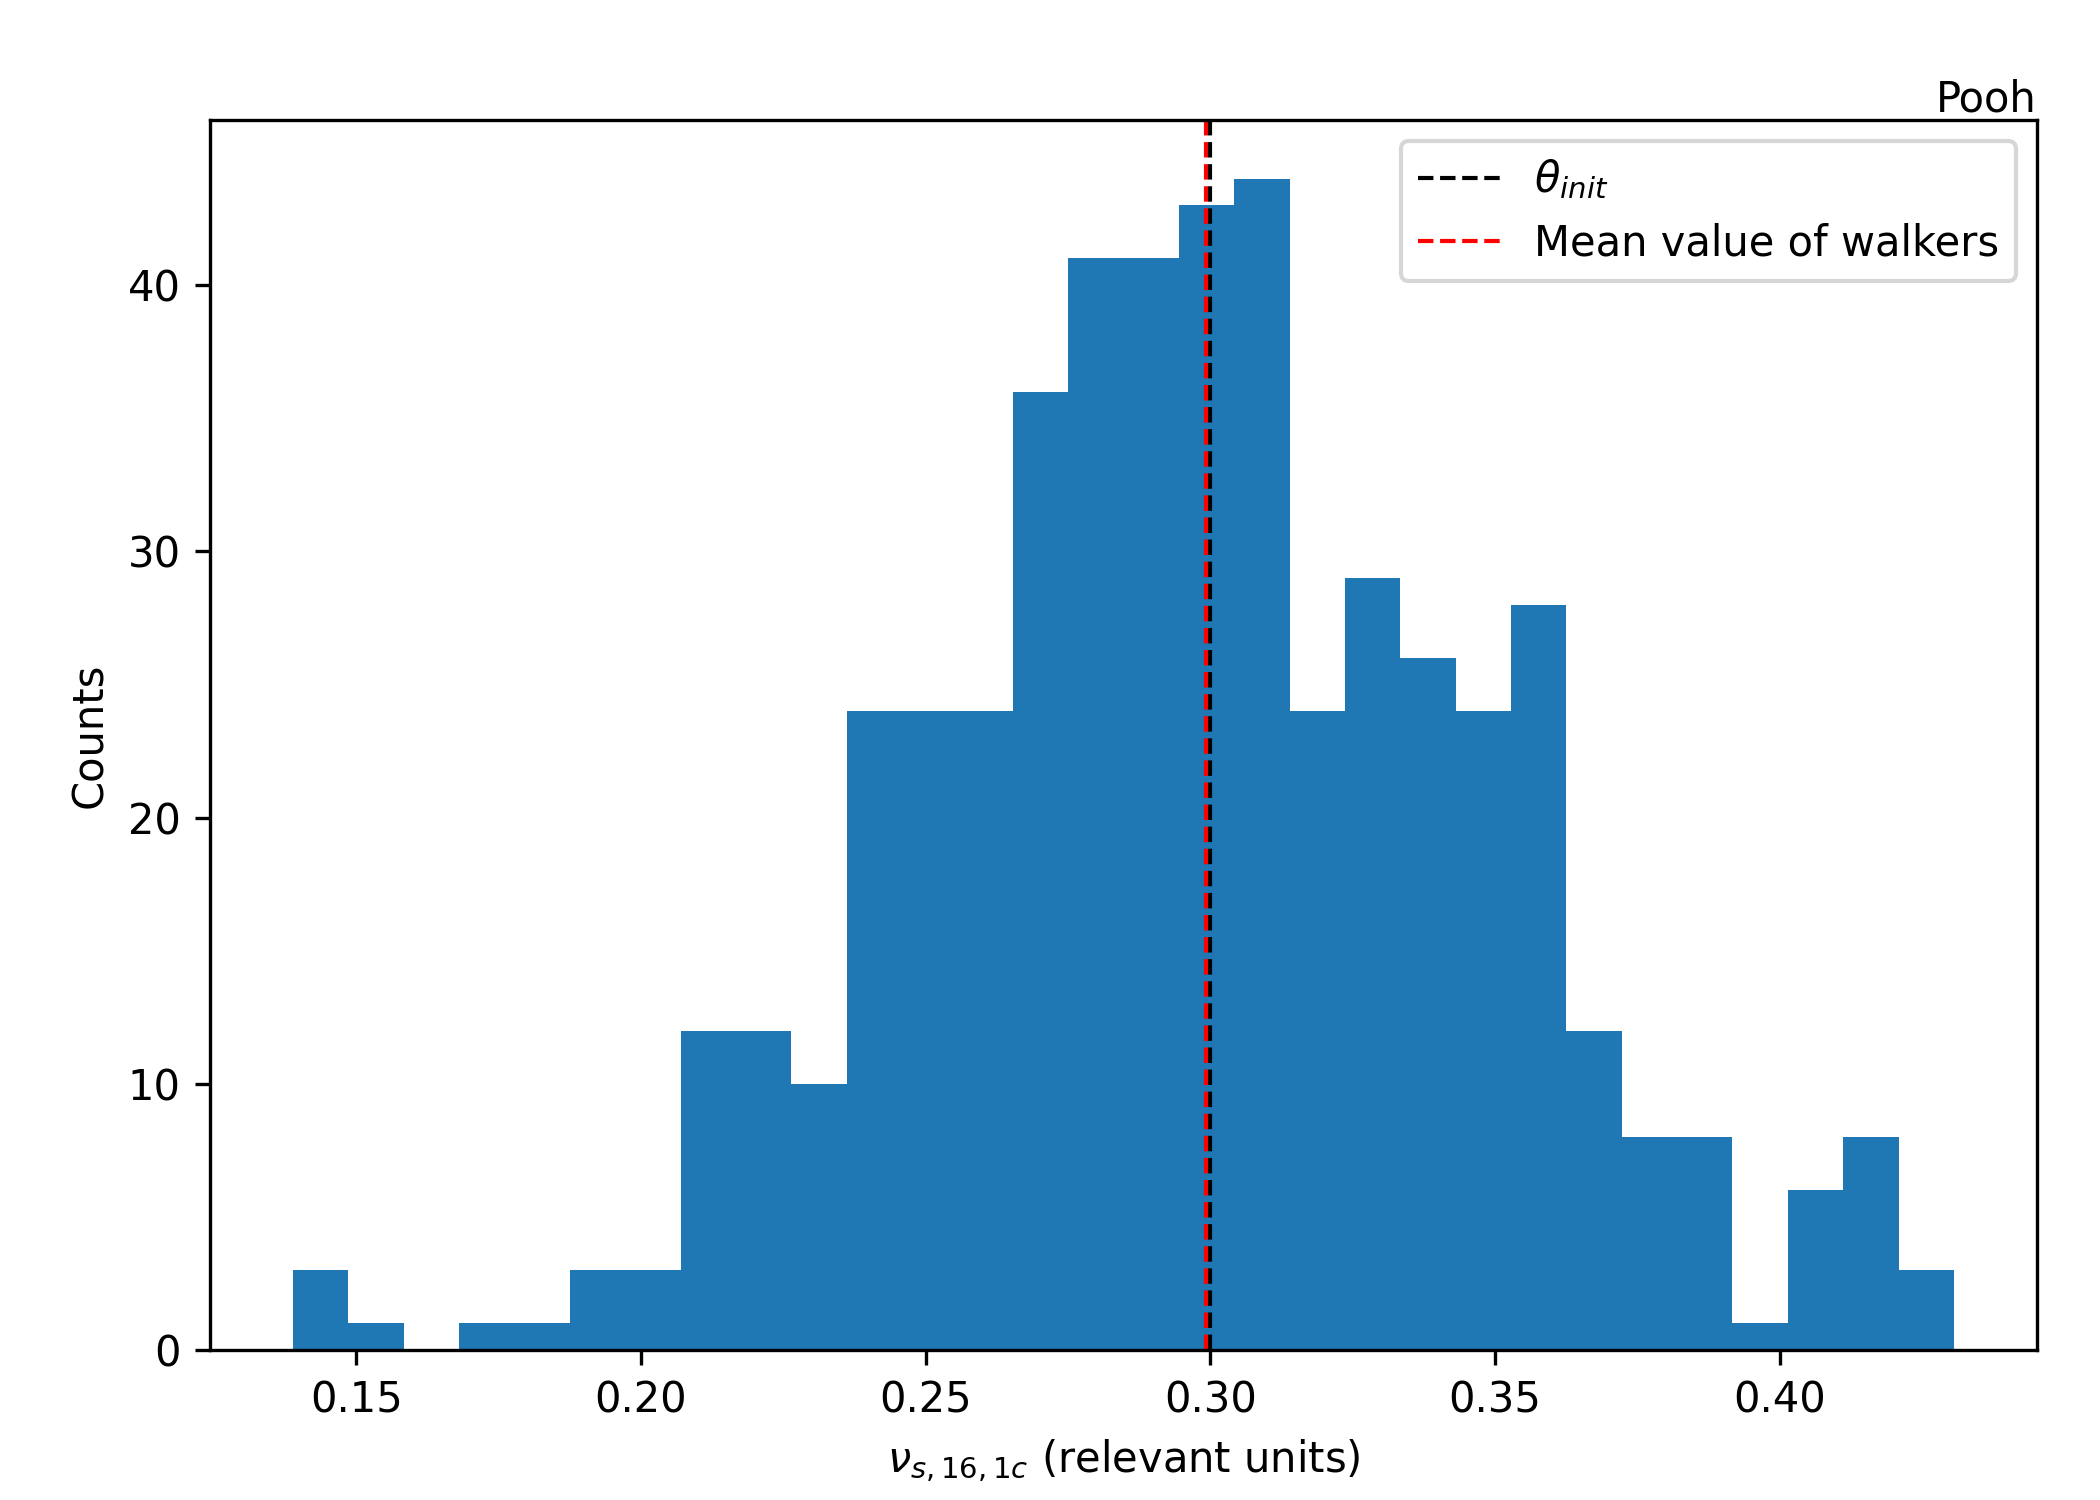 Pooh
θ_init
Mean value of walkers
Counts
40
30
20
10
0
0.15 0.20 0.25 0.30 0.35 0.40
ν_s,16,1c (relevant units)